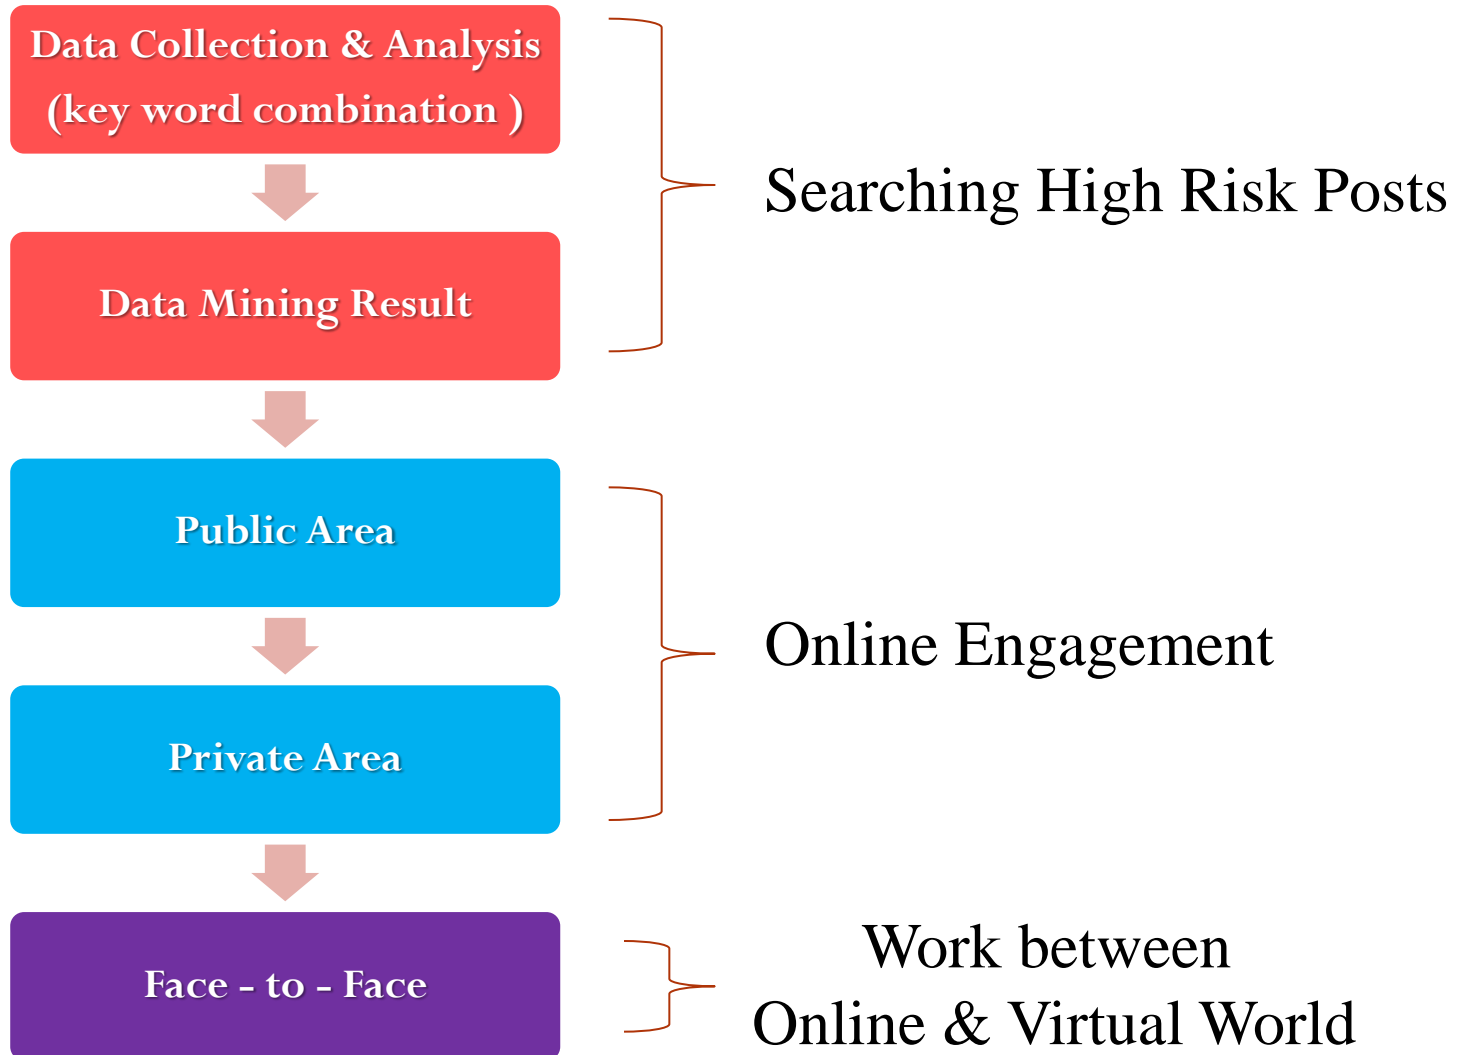 Data Collection & Analysis
(key word combination )
Searching High Risk Posts
Data Mining Result
Public Area
Online Engagement
Private Area
Face - to - Face
Work between
Online & Virtual World